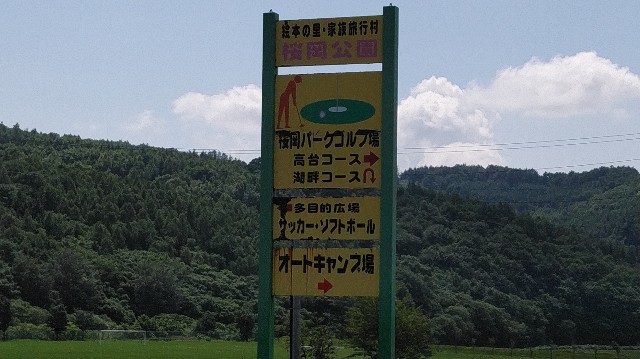 絵本の里・家族旅行村
桜岡公園
桜岡パークゴルフ場
高台コース
湖畔コース
多目的広場
サッカー・ソフトボール
オートキャンプ場